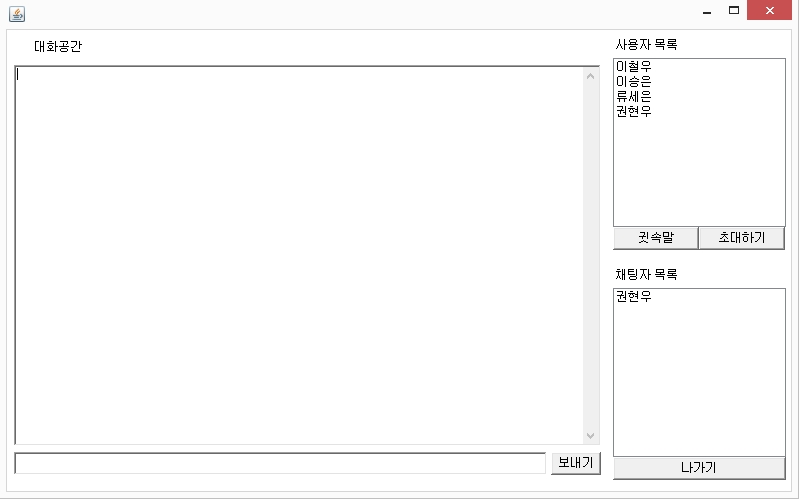 대화공간
사용자 목록
이철우
이승은
류세은
권현우
귓속말
초대하기
채팅자 목록
권현우
보내기
나가기